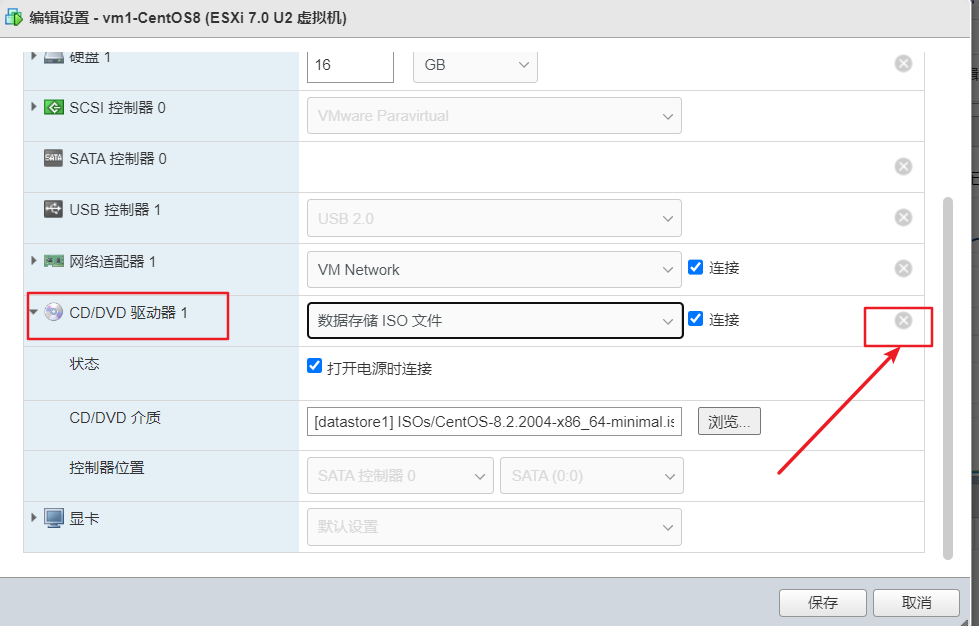 编辑设置 - vm1-CentOS8 (ESXi 7.0 U2 虚拟机)
硬盘 1 16 GB
SCSI 控制器 0 VMware Paravirtual
SATA SATA 控制器 0
USB 控制器 1 USB 2.0
网络适配器 1 VM Network 连接
CD/DVD 驱动器 1 数据存储 ISO 文件 连接
状态 打开电源时连接
CD/DVD 介质 [datastore1] ISOs/CentOS-8.2.2004-x86_64-minimal.is 浏览...
控制器位置 SATA 控制器 0 SATA (0:0)
显卡 默认设置
保存 取消